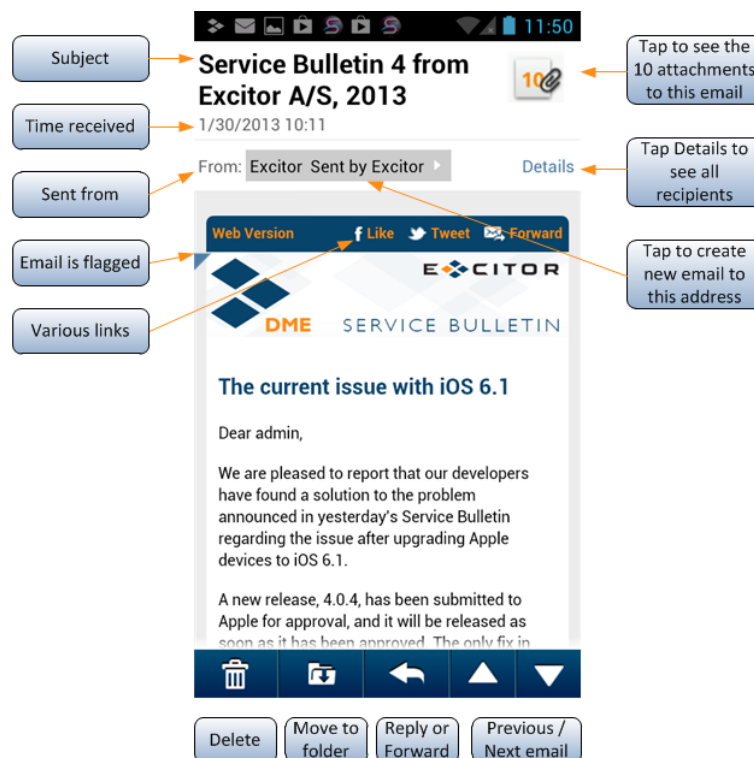 11:50
Subject
Service Bulletin 4 from
Excitor A/S, 2013
10
Tap to see the
10 attachments
to this email
Time received
1/30/2013 10:11
From: Excitor Sent by Excitor
Details
Tap Details to
see all
recipients
Sent from
Web Version
Like
Tweet
Forward
Email is flagged
Tap to create
new email to
this address
EXCITOR
DME SERVICE BULLETIN
Various links
The current issue with iOS 6.1
Dear admin,
We are pleased to report that our developers
have found a solution to the problem
announced in yesterday's Service Bulletin
regarding the issue after upgrading Apple
devices to iOS 6.1.
A new release, 4.0.4, has been submitted to
Apple for approval, and it will be released as
soon as it has been approved. The only fix in
Delete
Move to
folder
Reply or
Forward
Previous /
Next email